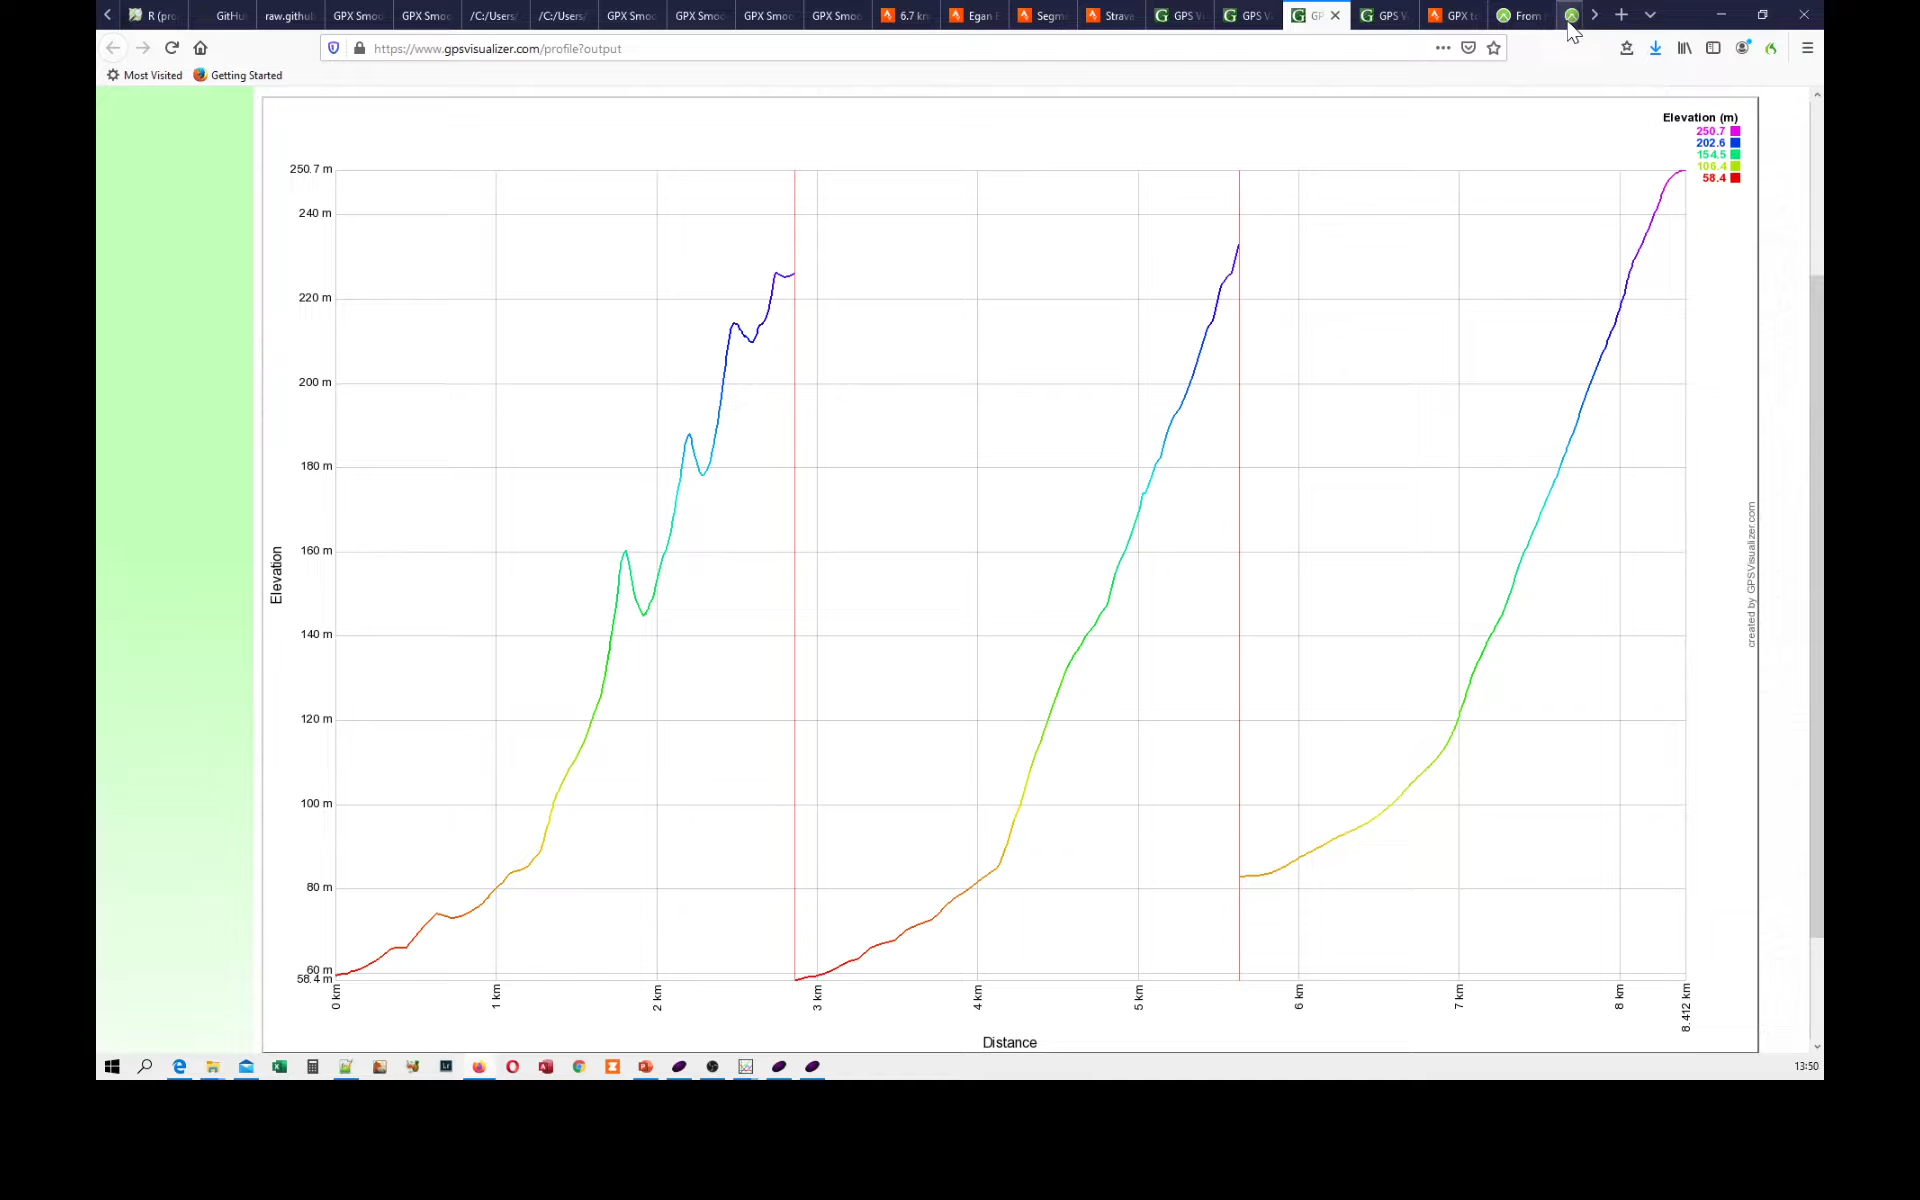 R (pro
GitHu
raw.githu
GPX Smo
GPX Smo
/C:/Users/
/C:/Users/
GPX Smo
GPX Smo
GPX Smo
GPX Smo
6.7 km
Egan
Segm
Strava
GPS V
GPS V
GP
GPS V
GPX t
From
https://www.gpsvisualizer.com/profile?output
Most Visited
Getting Started
Elevation (m)
250.7
202.6
154.5
106.4
58.4
250.7 m
240 m
220 m
200 m
180 m
160 m
140 m
120 m
100 m
80 m
60 m
58.4 m
Elevation
0 km
1 km
2 km
3 km
4 km
5 km
6 km
7 km
8 km
8.412 km
Distance
created by GPSVisualizer.com
13:50